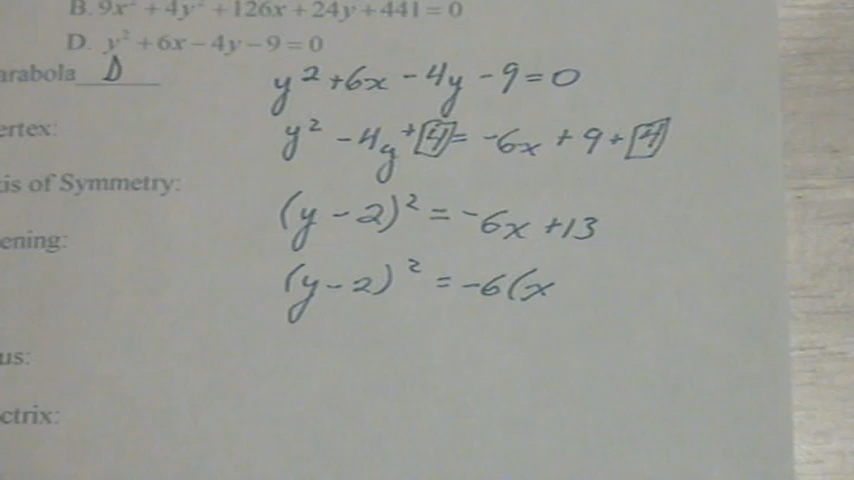 B. 9x² + 4y² + 126x + 24y + 441 = 0
D. y² + 6x − 4y − 9 = 0
arabola D
y² + 6x - 4y - 9 = 0
ertex:
y² - 4y + 4 = -6x + 9 + 4
is of Symmetry:
(y - 2)² = -6x + 13
ening:
(y - 2)² = -6(x
us:
ctrix: